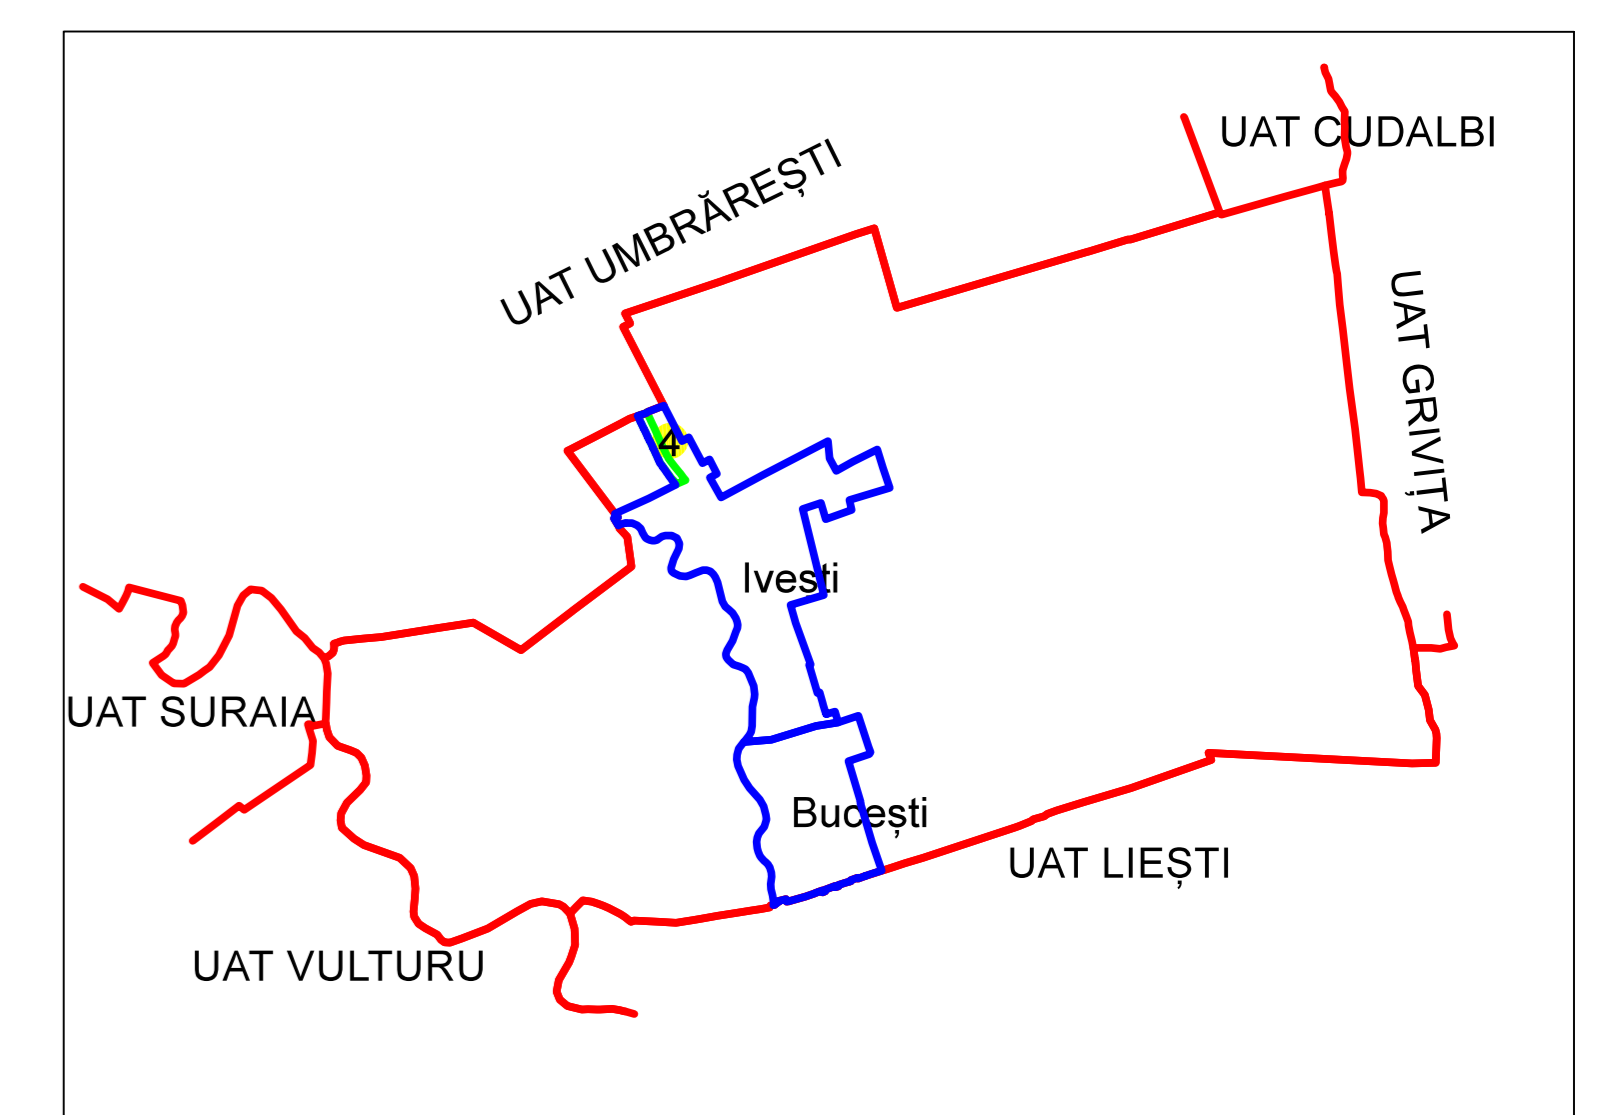 UAT CUDALBI
UAT UMBRĂREȘTI
UAT GRIVIȚA
4
Ivesti
UAT SURAIA
Bucești
UAT LIEȘTI
UAT VULTURU